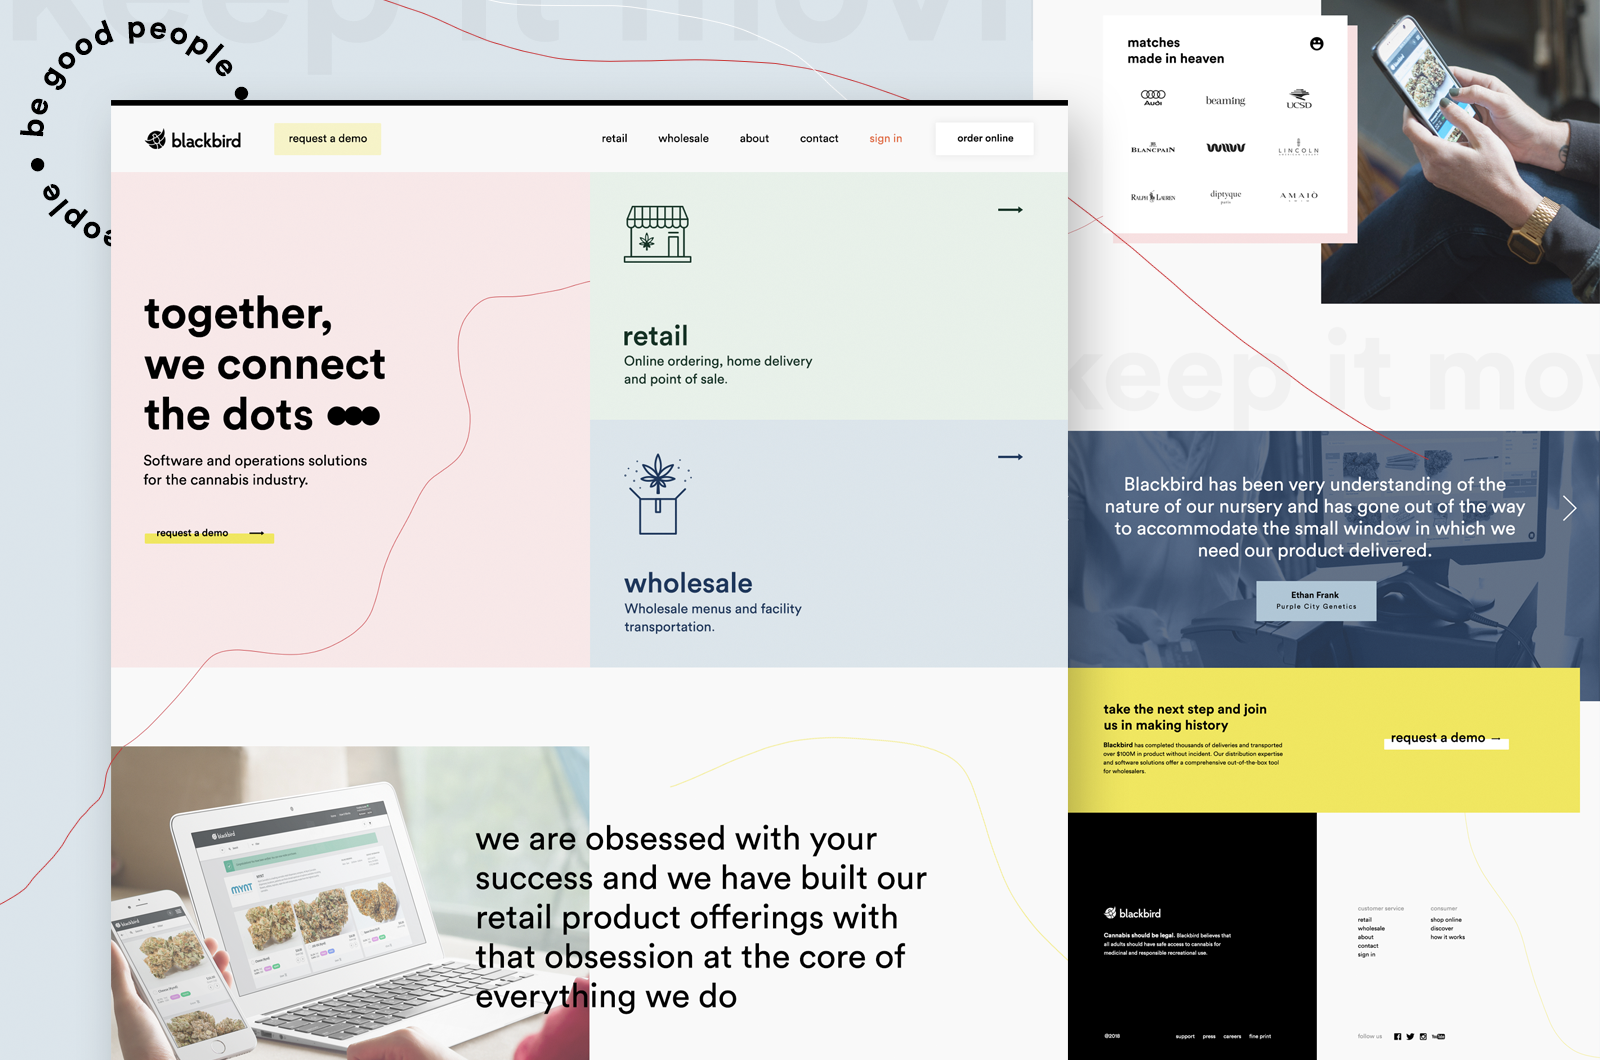 keep it movin
be good people
people
blackbird
request a demo
retail
wholesale
about
contact
sign in
order online
together,
we connect
the dots
Software and operations solutions
for the cannabis industry.
request a demo
retail
Online ordering, home delivery
and point of sale.
wholesale
Wholesale menus and facility
transportation.
blackbird
MYNT
blackbird
we are obsessed with your
success and we have built our
retail product offerings with
that obsession at the core of
everything we do
matches
made in heaven
Audi
beaming
UCSD
BLANCPAIN
LINCOLN
RALPH LAUREN
diptyque
paris
AMAIÒ
keep it mov
Blackbird has been very understanding of the
nature of our nursery and has gone out of the way
to accommodate the small window in which we
need our product delivered.
Ethan Frank
Purple City Genetics
take the next step and join
us in making history
Blackbird has completed thousands of deliveries and transported
over $100M in product without incident. Our distribution expertise
and software solutions offer a comprehensive out-of-the-box tool
for wholesalers.
request a demo
blackbird
Cannabis should be legal. Blackbird believes that
all adults should have safe access to cannabis for
medicinal and responsible recreational use.
©2018
support
press
careers
fine print
customer service
retail
wholesale
about
contact
sign in
consumer
shop online
discover
how it works
follow us